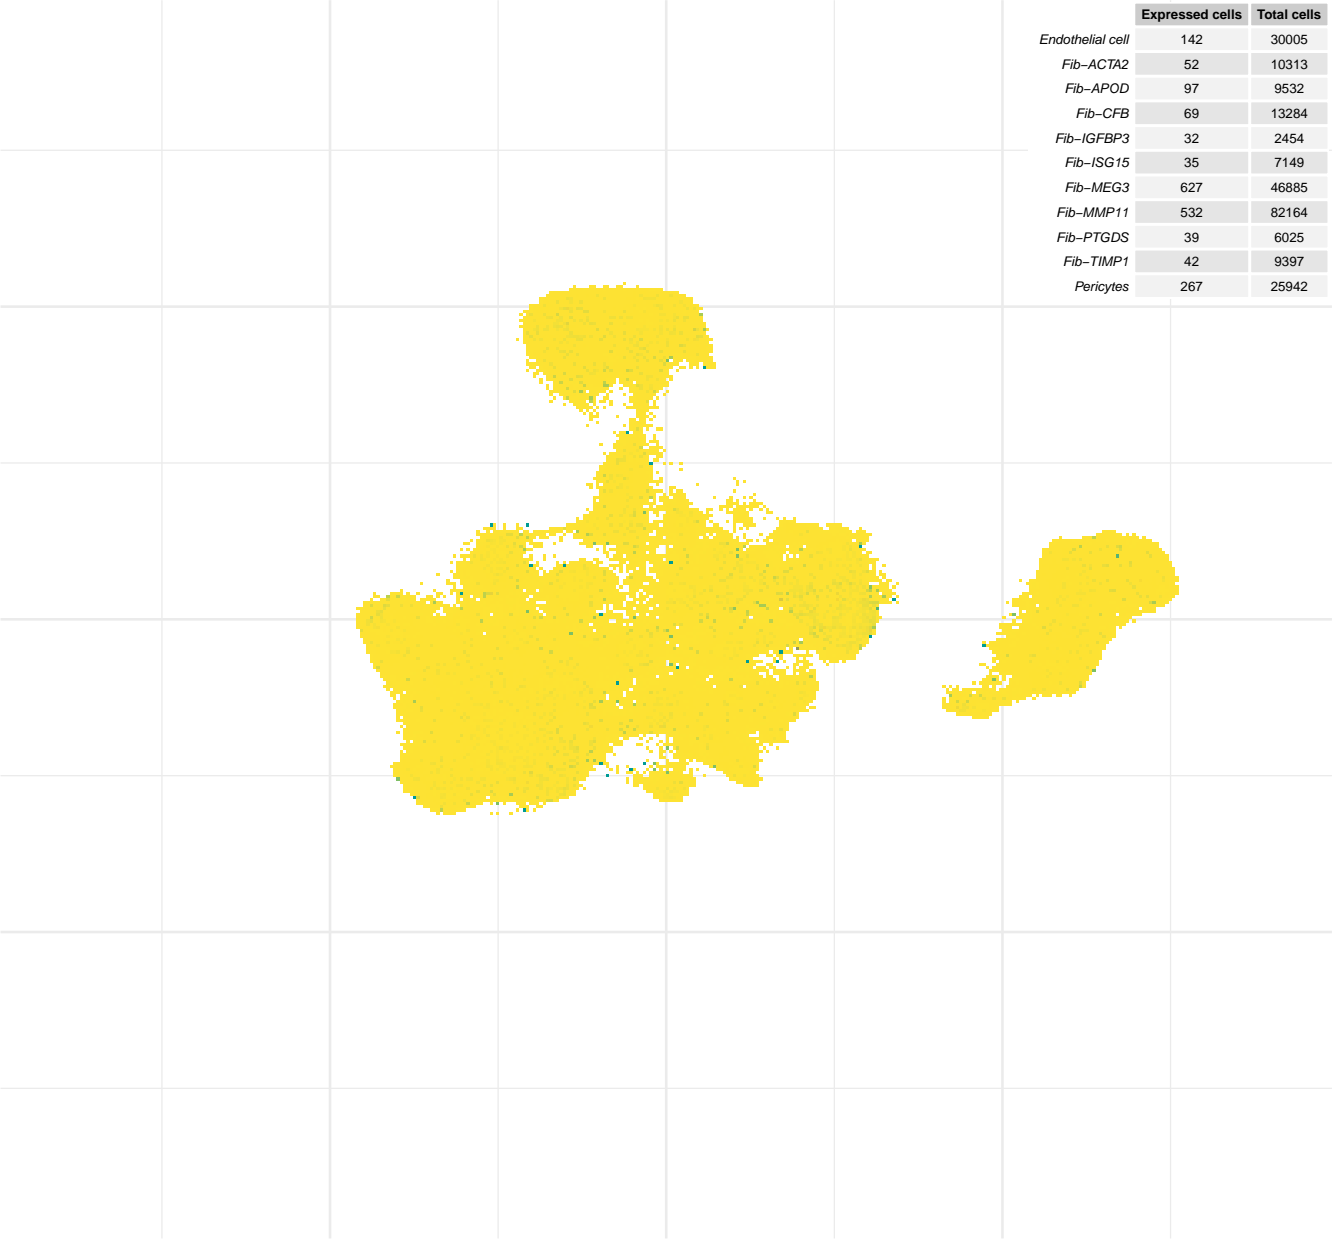 Expressed cells Total cells
Endothelial cell 142 30005
Fib−ACTA2 52 10313
Fib−APOD 97 9532
Fib−CFB 69 13284
Fib−IGFBP3 32 2454
Fib−ISG15 35 7149
Fib−MEG3 627 46885
Fib−MMP11 532 82164
Fib−PTGDS 39 6025
Fib−TIMP1 42 9397
Pericytes 267 25942